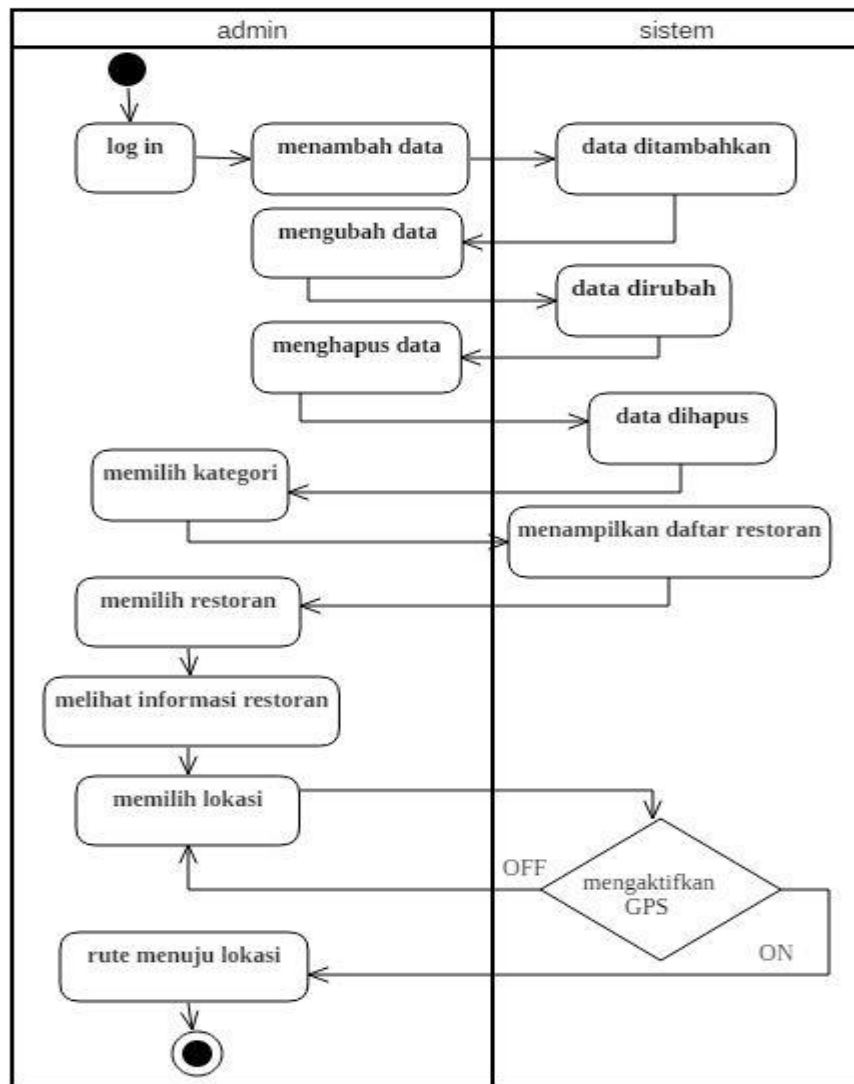 admin
sistem
log in
menambah data
data ditambahkan
mengubah data
data dirubah
menghapus data
data dihapus
memilih kategori
menampilkan daftar restoran
memilih restoran
melihat informasi restoran
memilih lokasi
OFF
mengaktifkan
GPS
ON
rute menuju lokasi